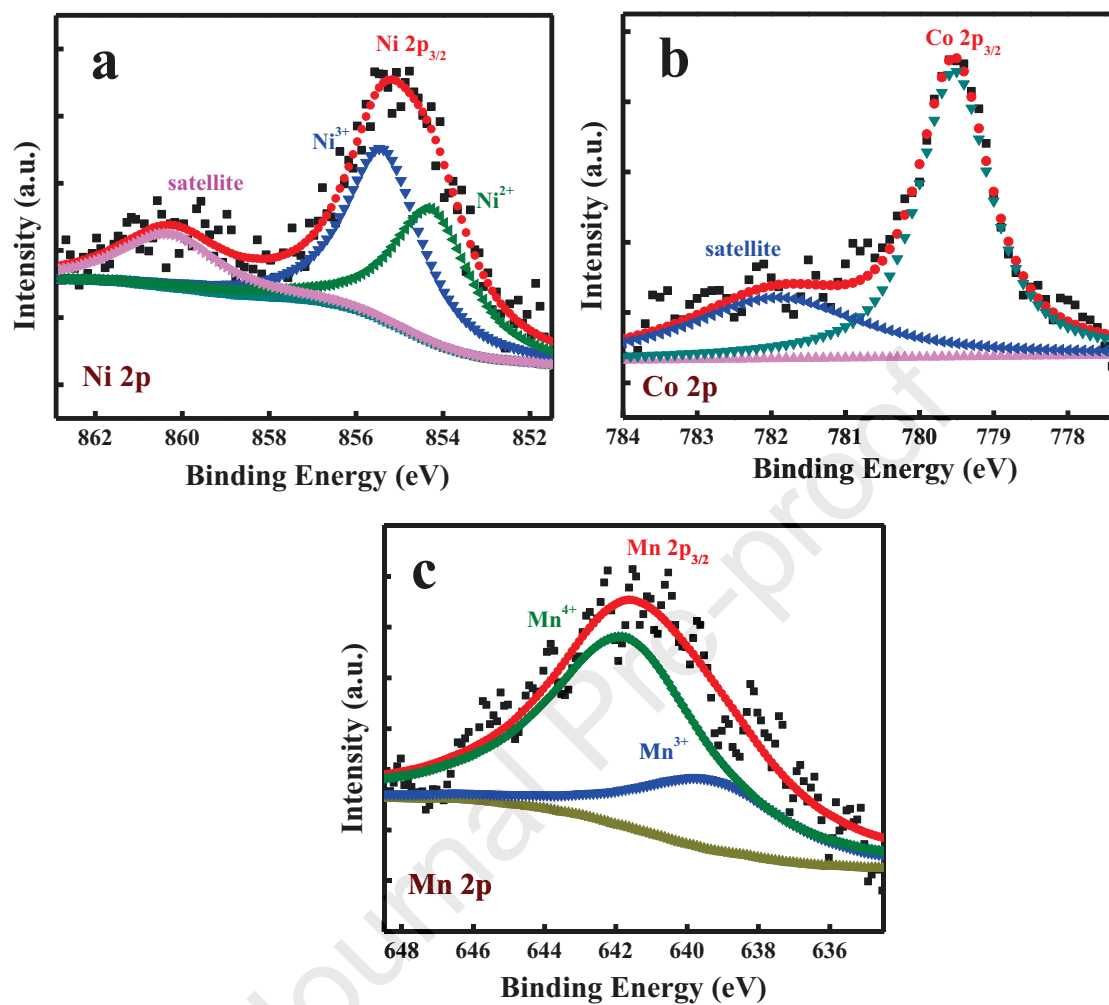 a
Ni 2p3/2
Ni3+
satellite
Ni2+
Intensity (a.u.)
Ni 2p
862 860 858 856 854 852
Binding Energy (eV)
b
Co 2p3/2
satellite
Intensity (a.u.)
Co 2p
784 783 782 781 780 779 778
Binding Energy (eV)
c
Mn 2p3/2
Mn4+
Mn3+
Intensity (a.u.)
Mn 2p
648 646 644 642 640 638 636
Binding Energy (eV)
Journal Pre-proof